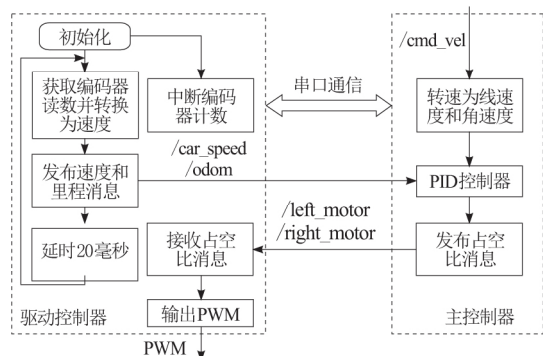 初始化
/cmd_vel
获取编码器
读数并转换
为速度
中断编码
器计数
串口通信
转速为线速
度和角速度
/car_speed
/odom
发布速度和
里程消息
PID控制器
/left_motor
/right_motor
延时20毫秒
接收占空
比消息
发布占空
比消息
输出PWM
驱动控制器
主控制器
PWM